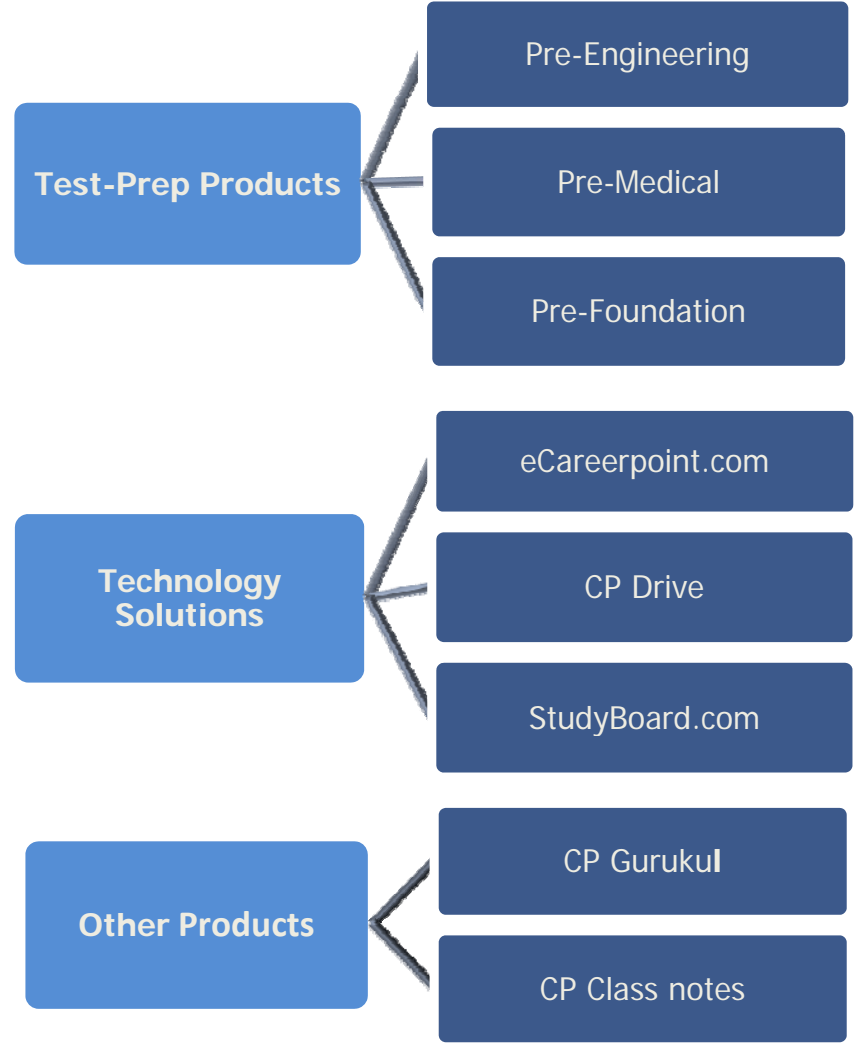 Test-Prep Products
Pre-Engineering
Pre-Medical
Pre-Foundation
Technology
Solutions
eCareerpoint.com
CP Drive
StudyBoard.com
Other Products
CP Gurukul
CP Class notes